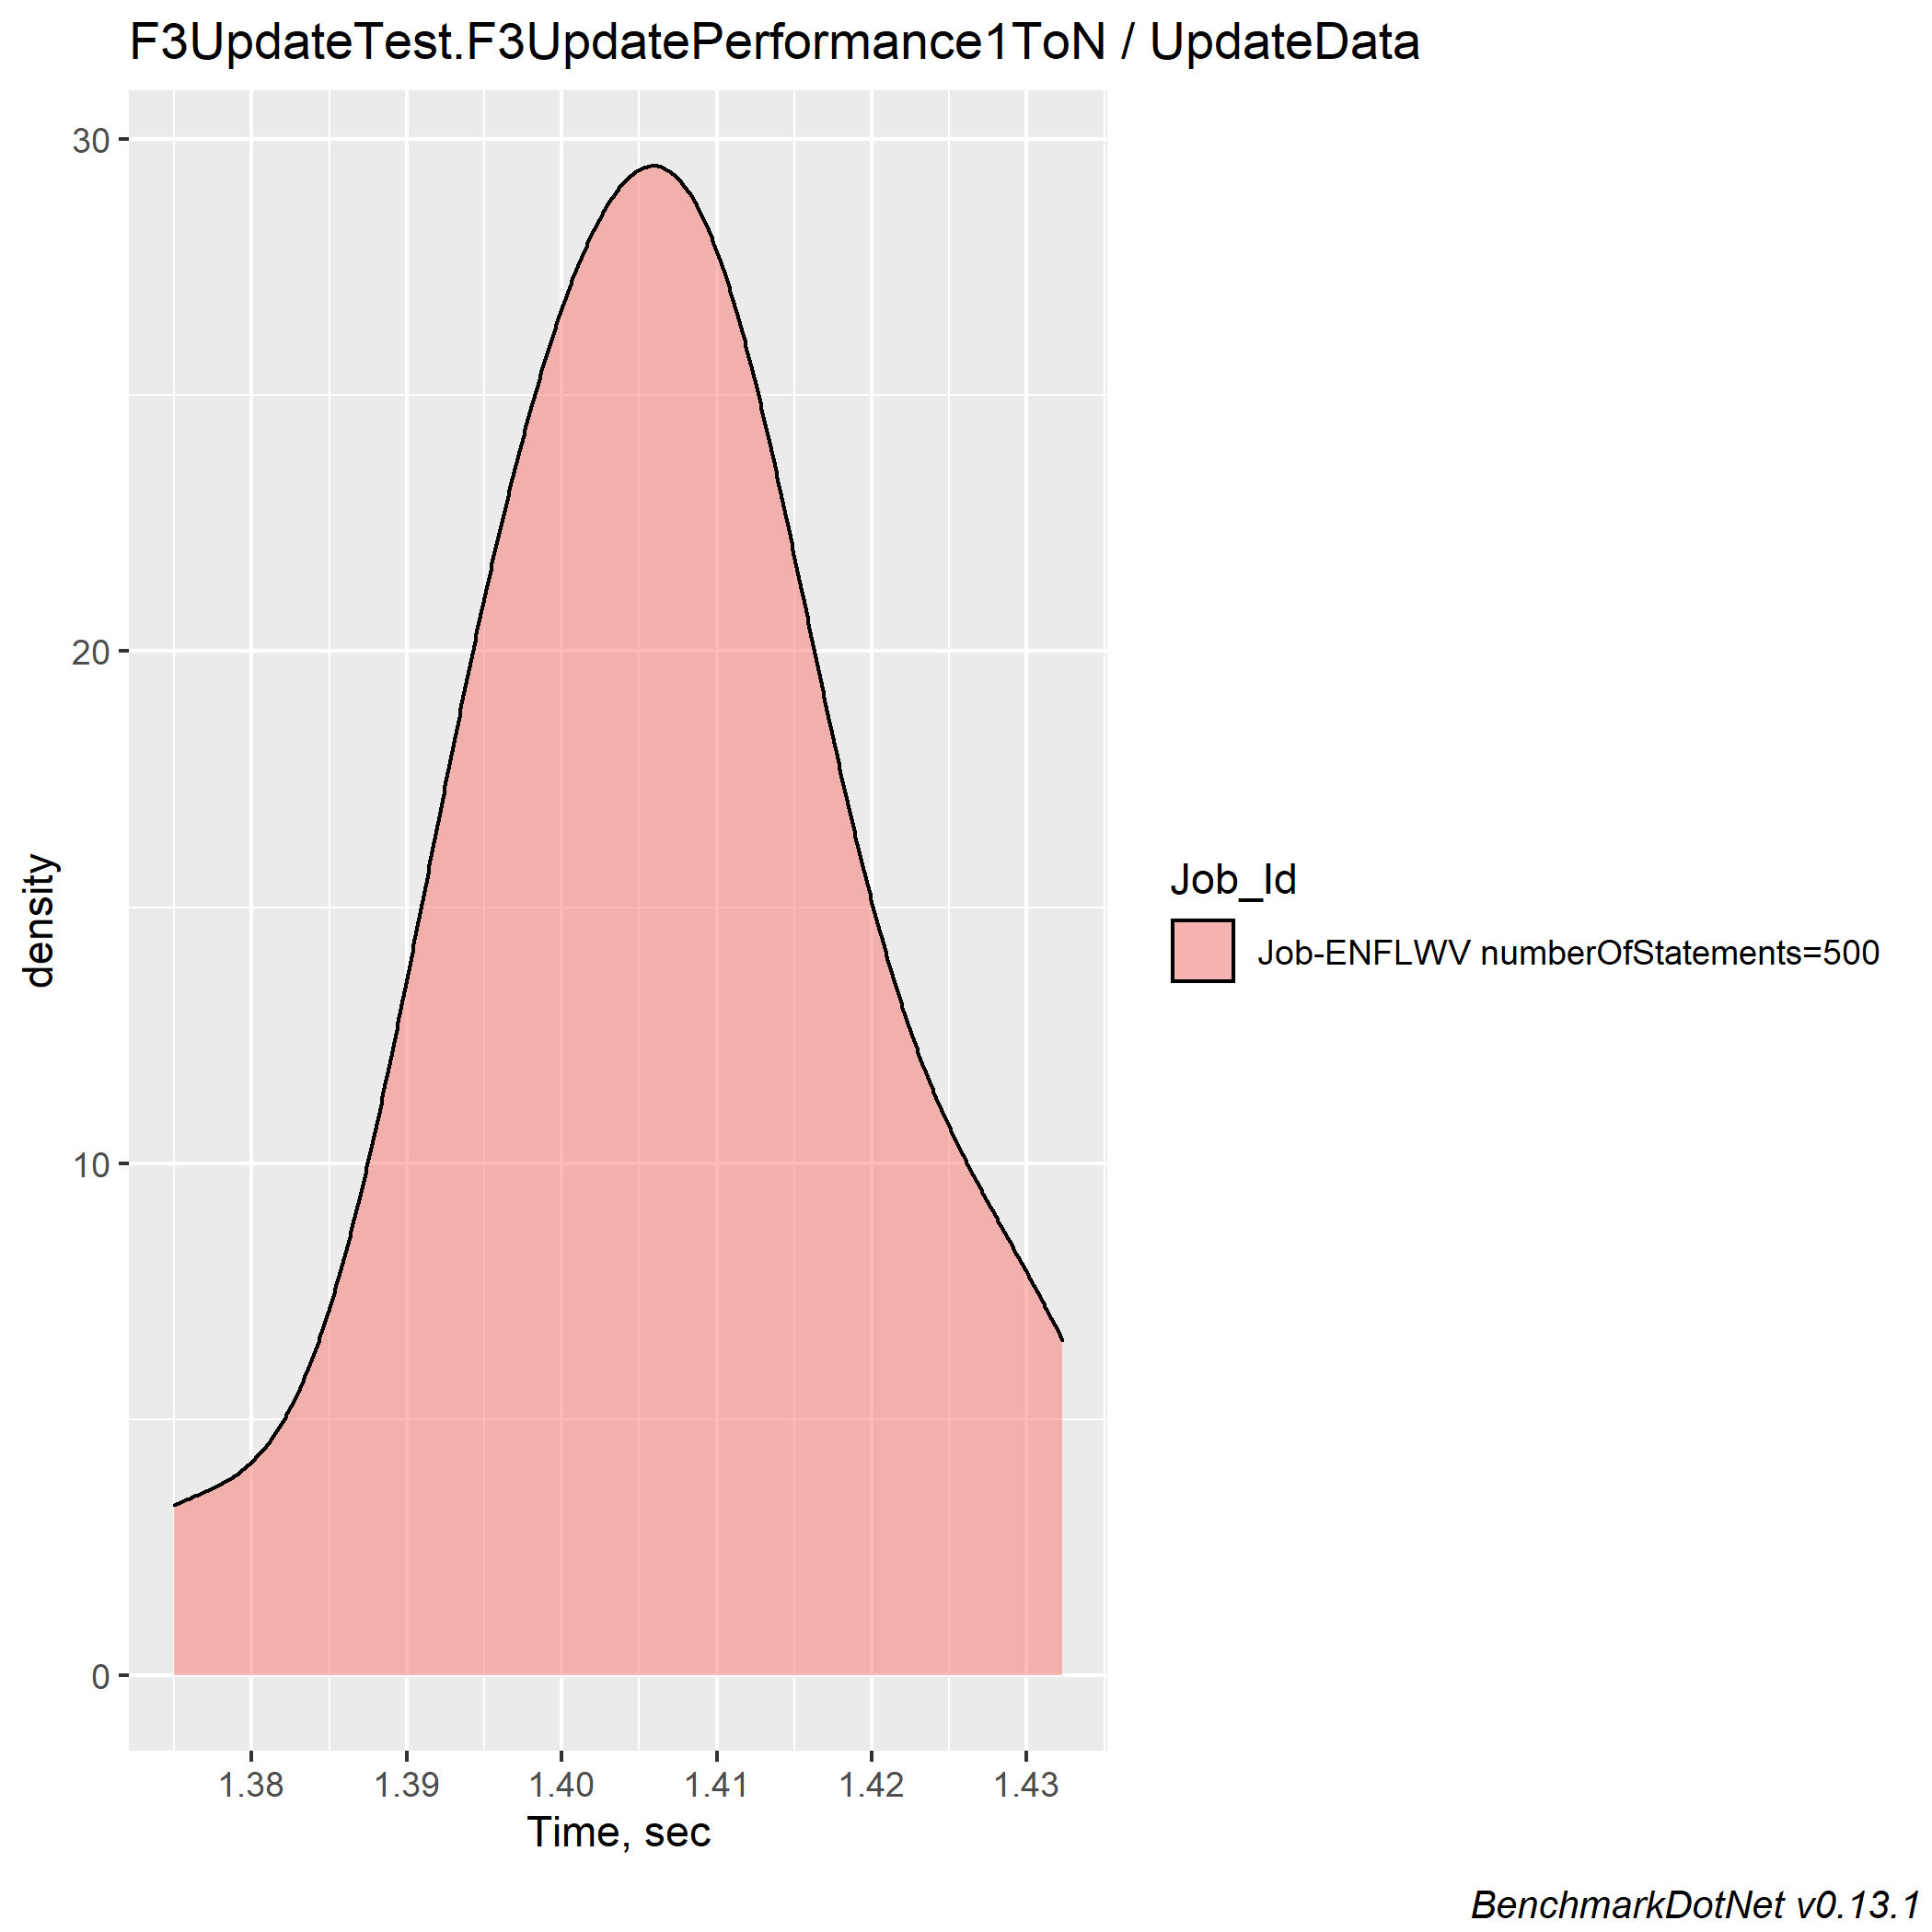 F3UpdateTest.F3UpdatePerformance1ToN / UpdateData
30
20
10
0
density
1.38 1.39 1.40 1.41 1.42 1.43
Time, sec
Job_Id
Job-ENFLWV numberOfStatements=500
BenchmarkDotNet v0.13.1